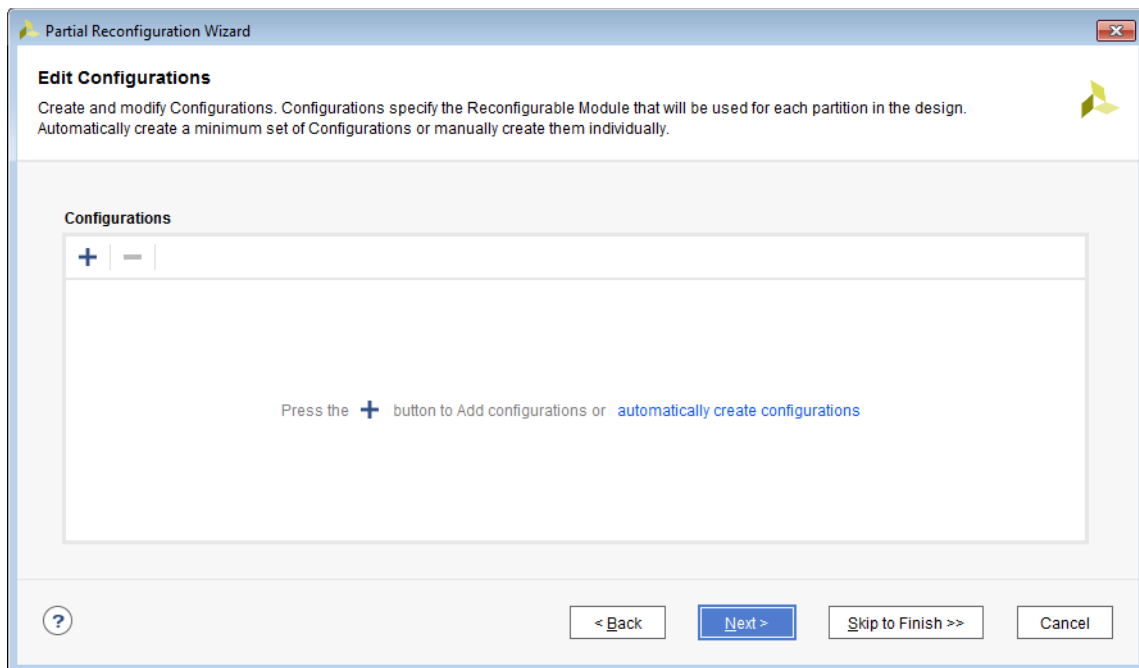 Partial Reconfiguration Wizard
Edit Configurations
Create and modify Configurations. Configurations specify the Reconfigurable Module that will be used for each partition in the design.
Automatically create a minimum set of Configurations or manually create them individually.
Configurations
Press the + button to Add configurations or automatically create configurations
? < Back Next > Skip to Finish >> Cancel